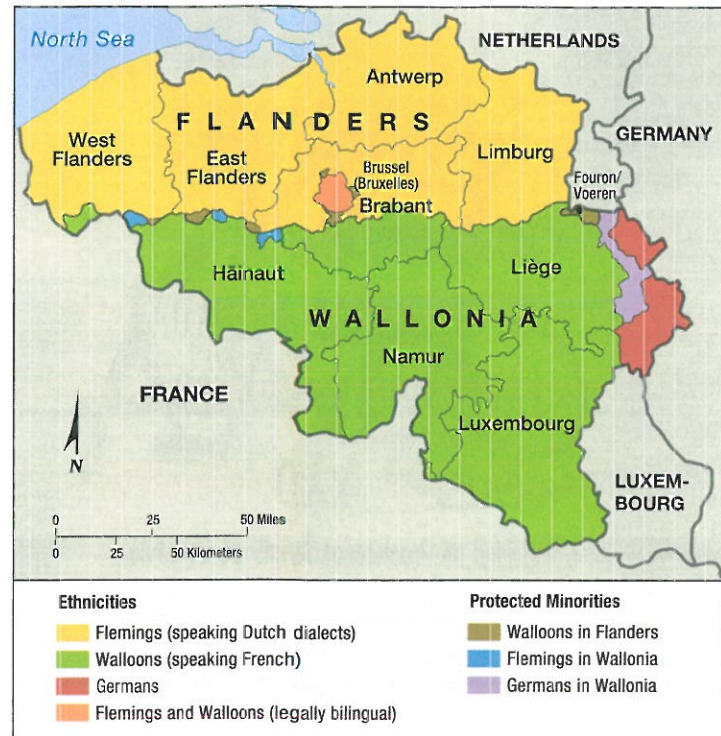 North Sea
NETHERLANDS
Antwerp
FLANDERS
West
Flanders
East
Flanders
Limburg
GERMANY
Brussel
(Bruxelles)
Brabant
Fouron/
Voeren
Häinaut
Liège
WALLONIA
Namur
FRANCE
Luxembourg
N
LUXEM-
BOURG
0 25 50 Miles
0 25 50 Kilometers
Ethnicities
Flemings (speaking Dutch dialects)
Walloons (speaking French)
Germans
Flemings and Walloons (legally bilingual)
Protected Minorities
Walloons in Flanders
Flemings in Wallonia
Germans in Wallonia